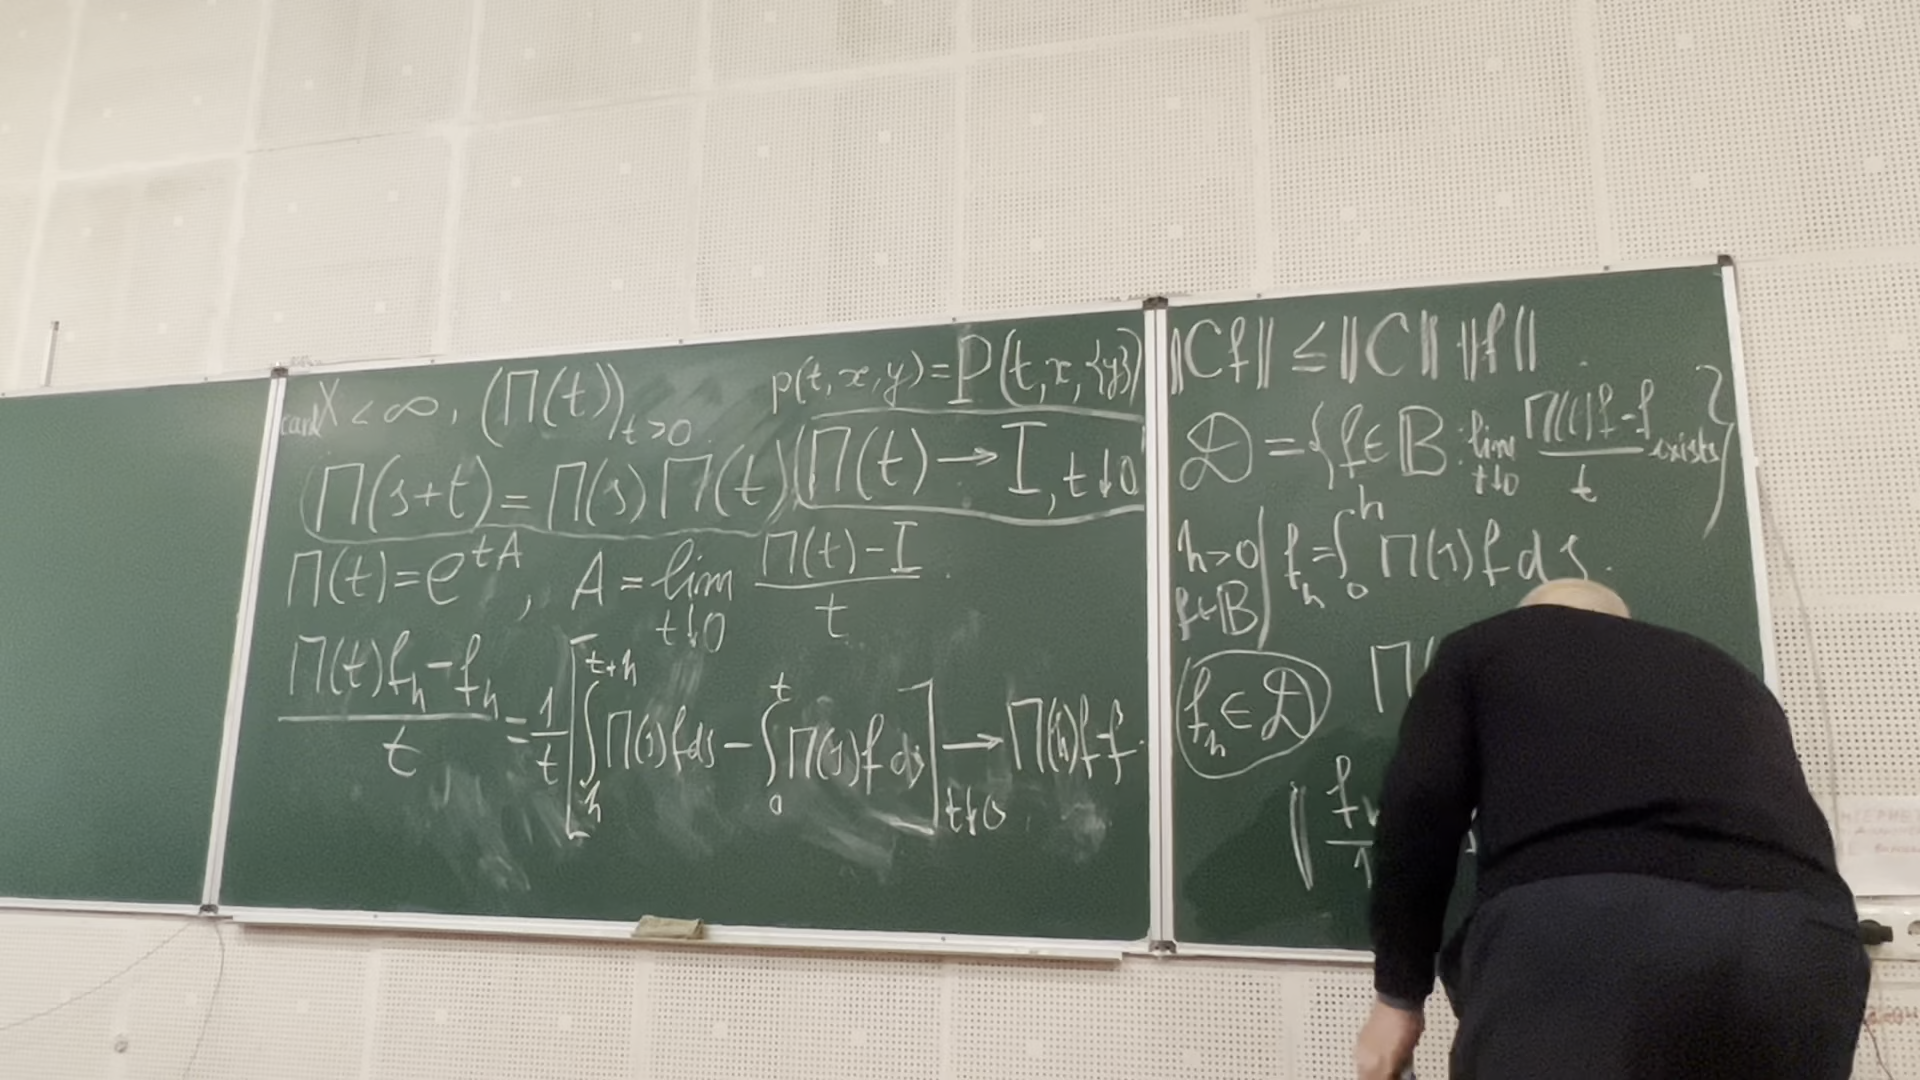 card X < ∞, (Π(t))_{t>0}
p(t,x,y) = P(t,x,{y})
Π(s+t) = Π(s) Π(t)
Π(t) → I, t↓0
Π(t) = e^{tA}, A = lim_{t↓0} (Π(t) - I)/t
(Π(t)f_h - f_h)/t = 1/t [∫_h^{t+h} Π(s)f ds - ∫_0^t Π(s)f ds] →_{t↓0} Π(h)f-f.
||Cf|| ≤ ||C|| ||f||.
𝒟 = {f ∈ 𝔹 : lim_{t↓0} (Π(t)f - f)/t exists}
h>0
f∈𝔹
f_h = ∫_0^h Π(s)f ds.
f_h ∈ 𝒟
Π(
|| f